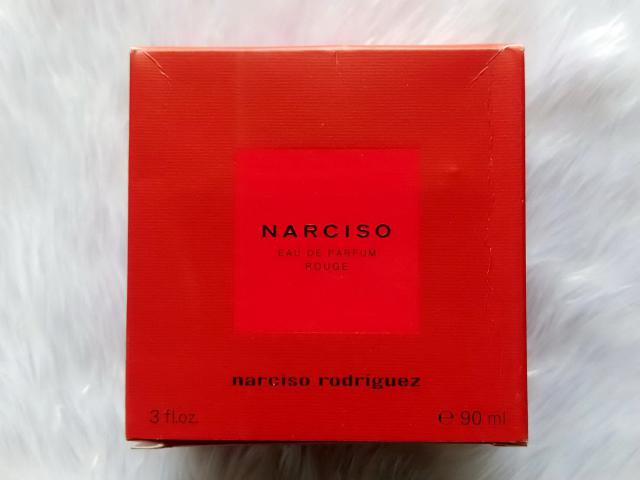 NARCISO
EAU DE PARFUM
ROUGE
narciso rodriguez
3 fl.oz.
℮ 90 ml